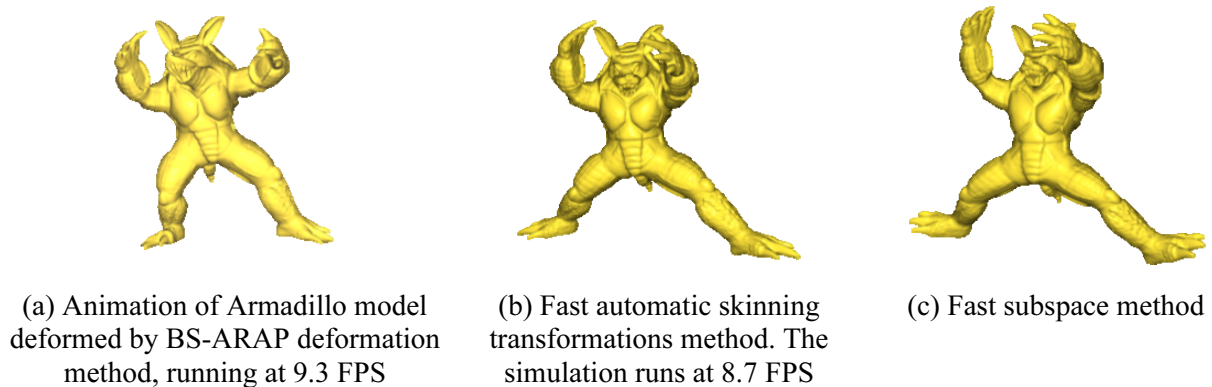 (a) Animation of Armadillo model
deformed by BS-ARAP deformation
method, running at 9.3 FPS
(b) Fast automatic skinning
transformations method. The
simulation runs at 8.7 FPS
(c) Fast subspace method